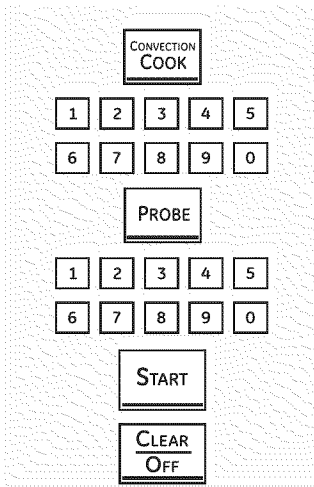 CONVECTION
COOK
1 2 3 4 5
6 7 8 9 0
PROBE
1 2 3 4 5
6 7 8 9 0
START
CLEAR
OFF